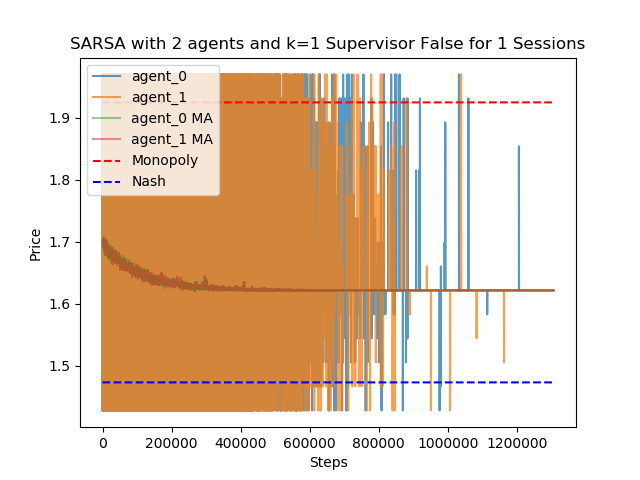 SARSA with 2 agents and k=1 Supervisor False for 1 Sessions
agent_0
agent_1
agent_0 MA
agent_1 MA
Monopoly
Nash
Price
1.9
1.8
1.7
1.6
1.5
0
200000
400000
600000
800000
1000000
1200000
Steps